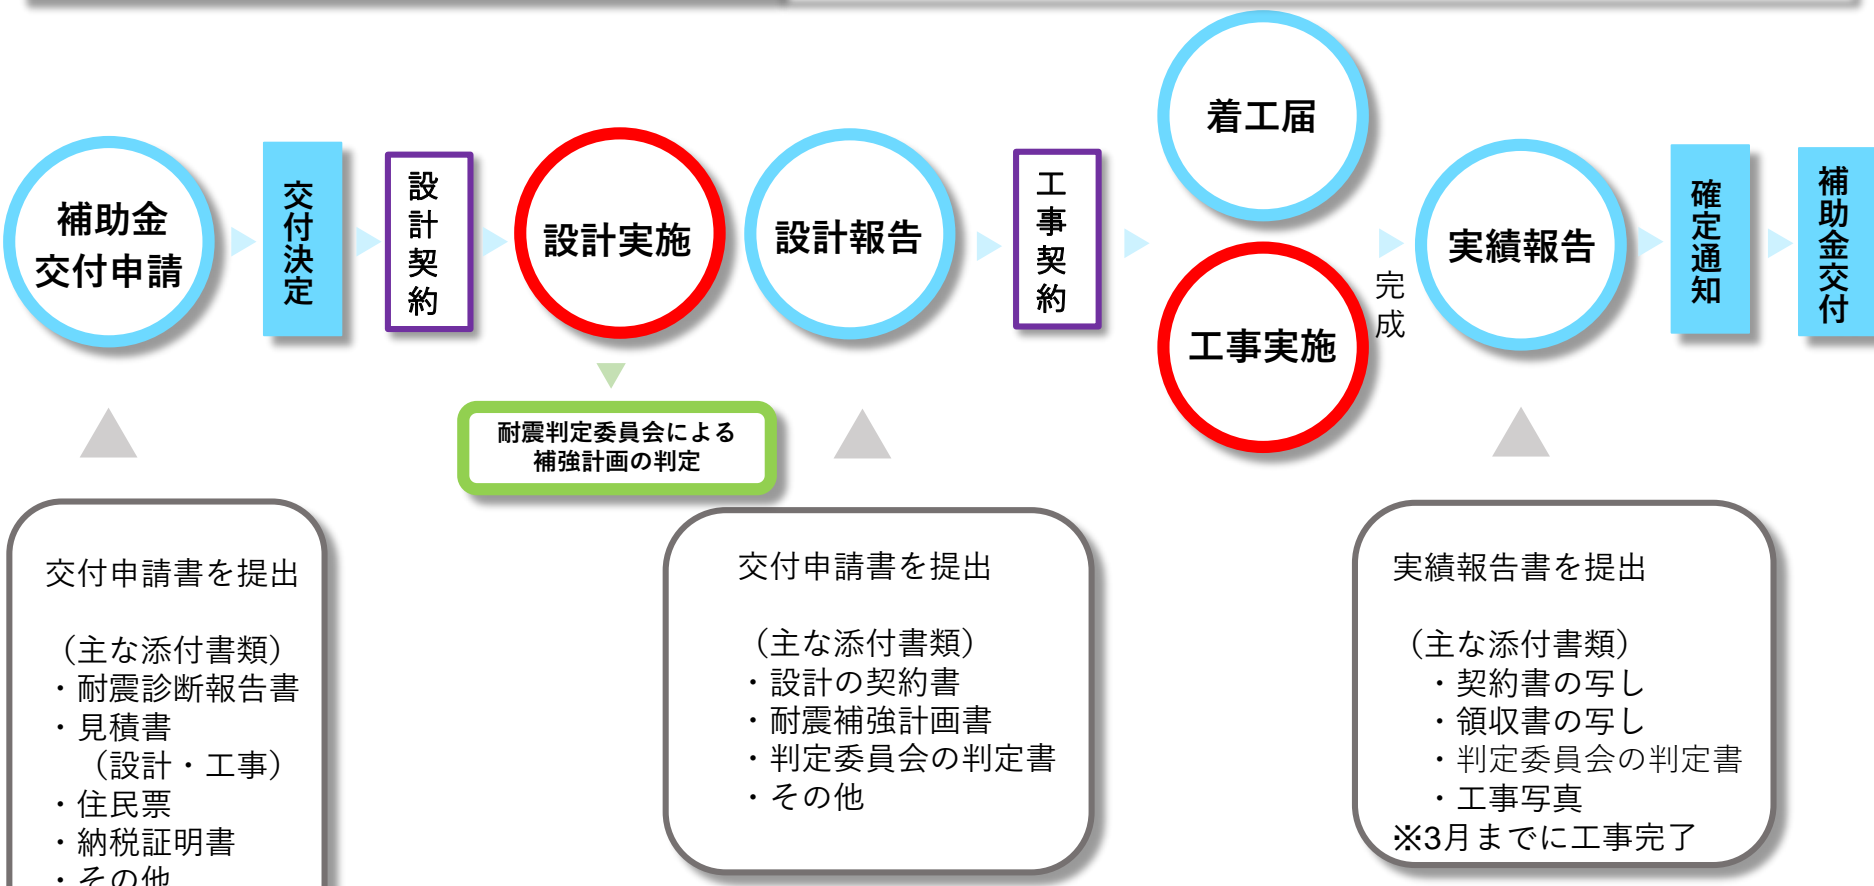 補助金
交付申請
交付決定
設計契約
設計実施
設計報告
工事契約
着工届
工事実施
完成
実績報告
確定通知
補助金交付
耐震判定委員会による
補強計画の判定
交付申請書を提出
（主な添付書類）
・耐震診断報告書
・見積書
（設計・工事）
・住民票
・納税証明書
・その他
交付申請書を提出
（主な添付書類）
・設計の契約書
・耐震補強計画書
・判定委員会の判定書
・その他
実績報告書を提出
（主な添付書類）
・契約書の写し
・領収書の写し
・判定委員会の判定書
・工事写真
※3月までに工事完了